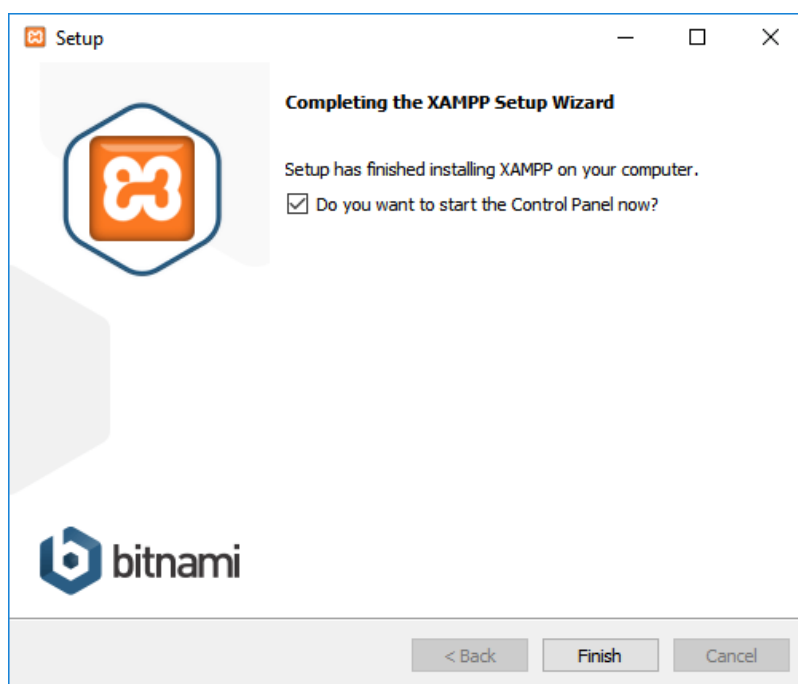 Setup
Completing the XAMPP Setup Wizard
Setup has finished installing XAMPP on your computer.
Do you want to start the Control Panel now?
bitnami
< Back
Finish
Cancel